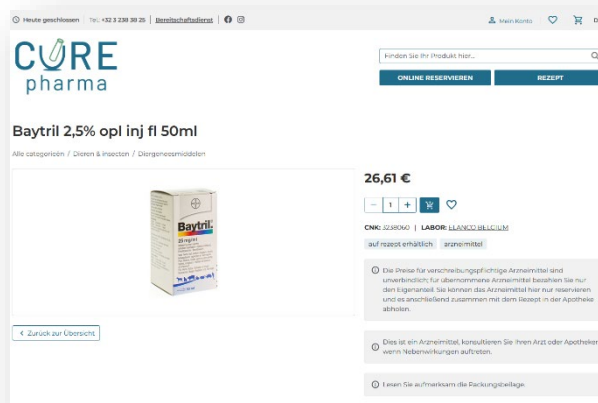 Heute geschlossen | Tel. +32 3 238 38 25 | Bereitschaftsdienst
Mein Konto
CURE
pharma
Finden Sie Ihr Produkt hier...
ONLINE RESERVIEREN
REZEPT
Baytril 2,5% opl inj fl 50ml
Alle categorieën / Dieren & insecten / Diergeneesmiddelen
Baytril
26,61 €
− 1 +
CNK: 3238060 | LABOR: ELANCO BELGIUM
auf rezept erhältlich arzneimittel
Die Preise für verschreibungspflichtige Arzneimittel sind
unverbindlich; für übernommene Arzneimittel bezahlen Sie nur
den Eigenanteil. Sie können das Arzneimittel hier nur reservieren
und es anschließend zusammen mit dem Rezept in der Apotheke
abholen.
Zurück zur Übersicht
Dies ist ein Arzneimittel, konsultieren Sie Ihren Arzt oder Apotheker,
wenn Nebenwirkungen auftreten.
Lesen Sie aufmerksam die Packungsbeilage.